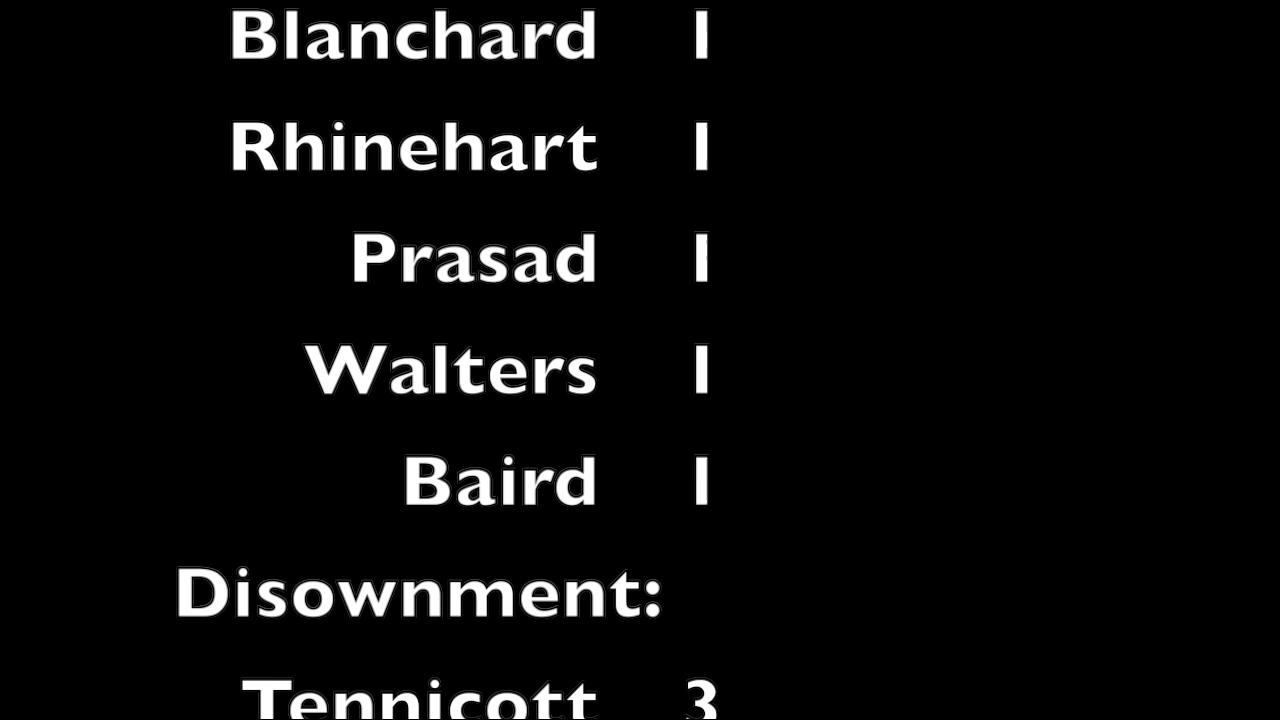 Blanchard 1
Rhinehart 1
Prasad 1
Walters 1
Baird 1
Disownment:
Tennicott 3